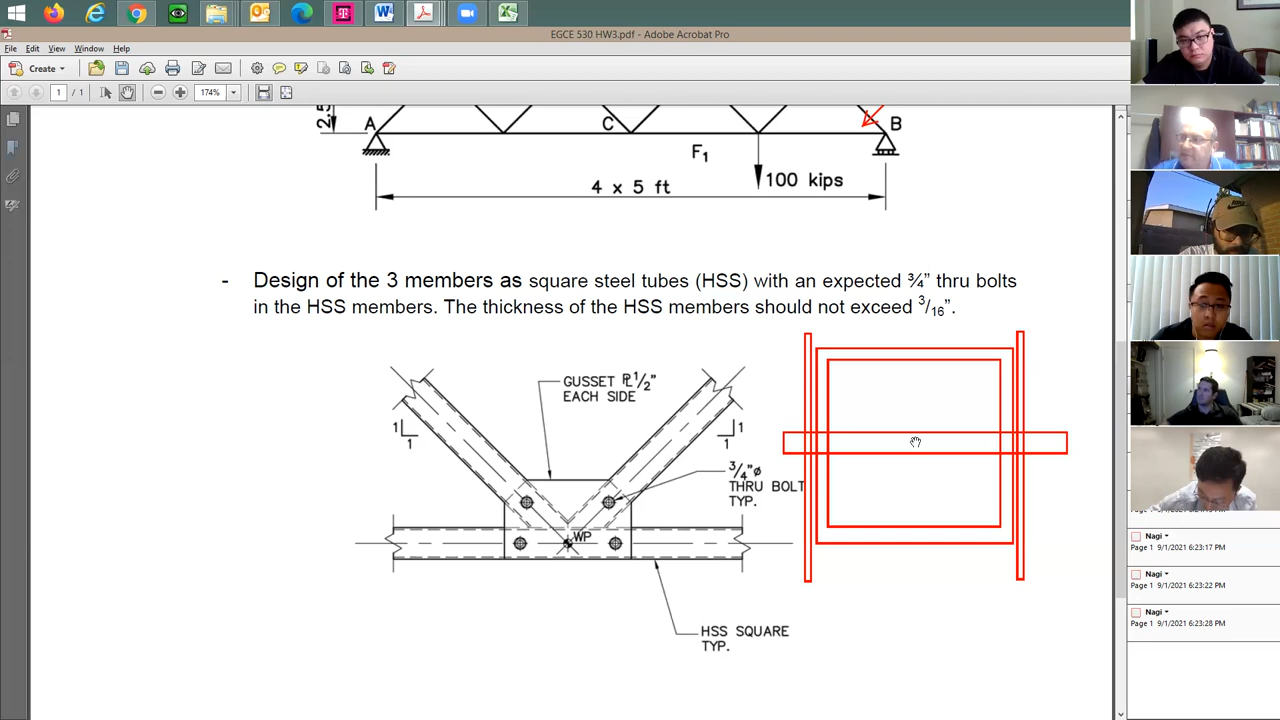 EGCE 530 HW3.pdf - Adobe Acrobat Pro
File Edit View Window Help
Create
1 / 1 174%
A C B
F1
100 kips
4 x 5 ft
- Design of the 3 members as square steel tubes (HSS) with an expected ¾” thru bolts
in the HSS members. The thickness of the HSS members should not exceed 3/16”.
GUSSET ℄ 1/2”
EACH SIDE
1
1
1
1
3/4”ø
THRU BOLT
TYP.
WP
HSS SQUARE
TYP.
Nagi
Page 1 9/1/2021 6:23:17 PM
Nagi
Page 1 9/1/2021 6:23:22 PM
Nagi
Page 1 9/1/2021 6:23:28 PM